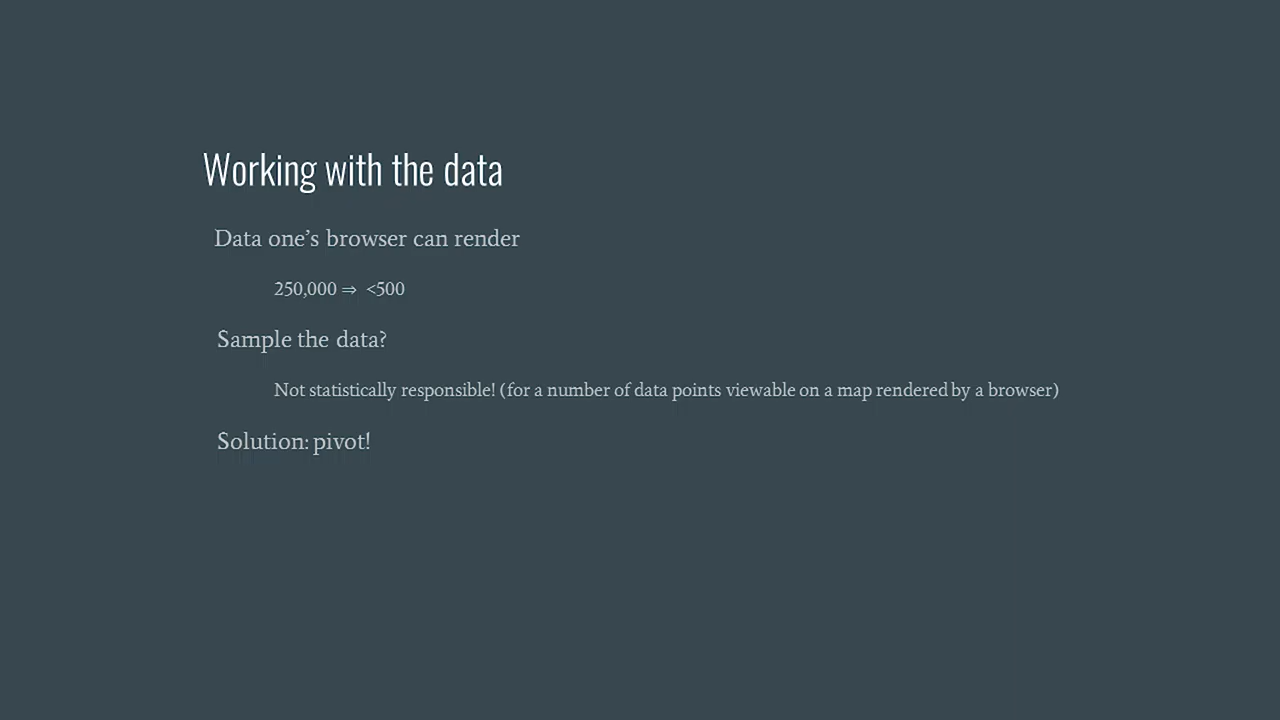 Working with the data
Data one’s browser can render
250,000 ⇒ <500
Sample the data?
Not statistically responsible! (for a number of data points viewable on a map rendered by a browser)
Solution: pivot!